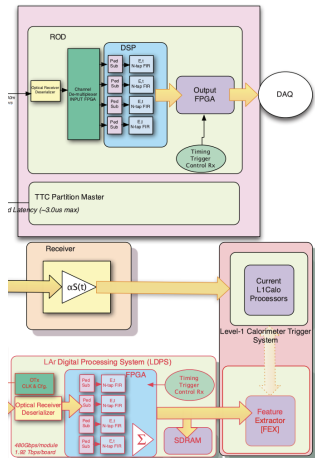 ROD
DSP
Ped
Sub
E,t
N-tap FIR
Ped
Sub
E,t
N-tap FIR
Ped
Sub
E,t
N-tap FIR
Ped
Sub
E,t
N-tap FIR
Optical Receiver
Deserializer
Channel
De-multiplexer
INPUT FPGA
Output
FPGA
DAQ
Timing
Trigger
Control Rx
TTC Partition Master
d Latency (~3.0us max)
Receiver
αS(t)
Current
L1Calo
Processors
Level-1 Calorimeter Trigger
System
LAr Digital Processing System (LDPS)
FPGA
Ped
Sub
E,t
N-tap FIR
Ped
Sub
E,t
N-tap FIR
Ped
Sub
E,t
N-tap FIR
Ped
Sub
E,t
N-tap FIR
Σ
Optical Receiver
Deserializer
480Gbps/module
1.92 Tbps/board
Timing
Trigger
Control Rx
SDRAM
Feature
Extractor
[FEX]